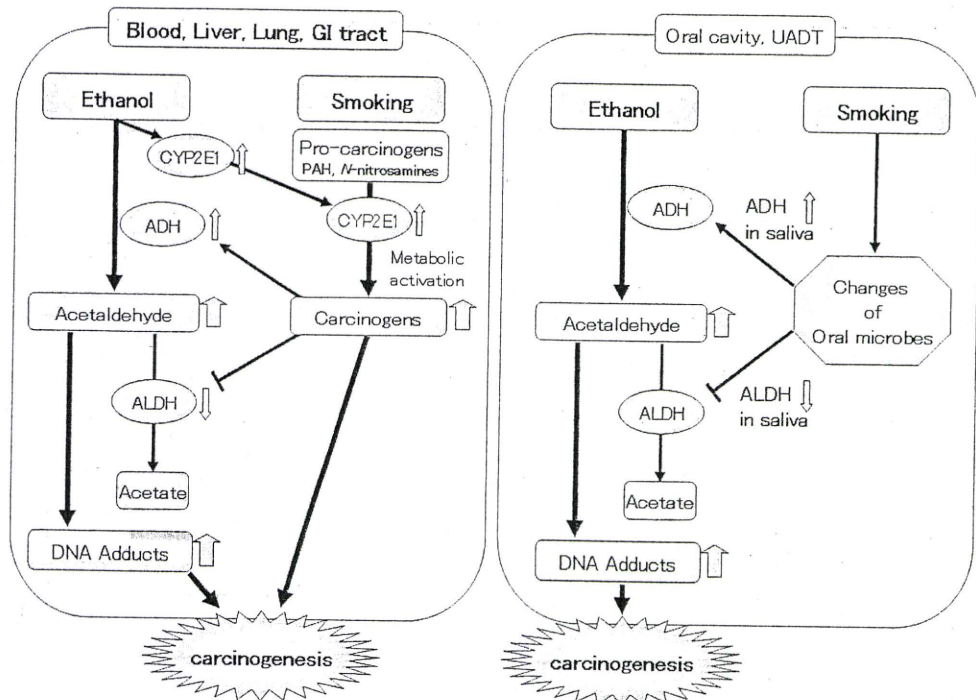 Blood, Liver, Lung, GI tract
Ethanol
Smoking
CYP2E1
Pro-carcinogens
PAH, N-nitrosamines
ADH
CYP2E1
Metabolic
activation
Acetaldehyde
Carcinogens
ALDH
Acetate
DNA Adducts
carcinogenesis
Oral cavity, UADT
Ethanol
Smoking
ADH
ADH
in saliva
Changes
of
Oral microbes
Acetaldehyde
ALDH
ALDH
in saliva
Acetate
DNA Adducts
carcinogenesis